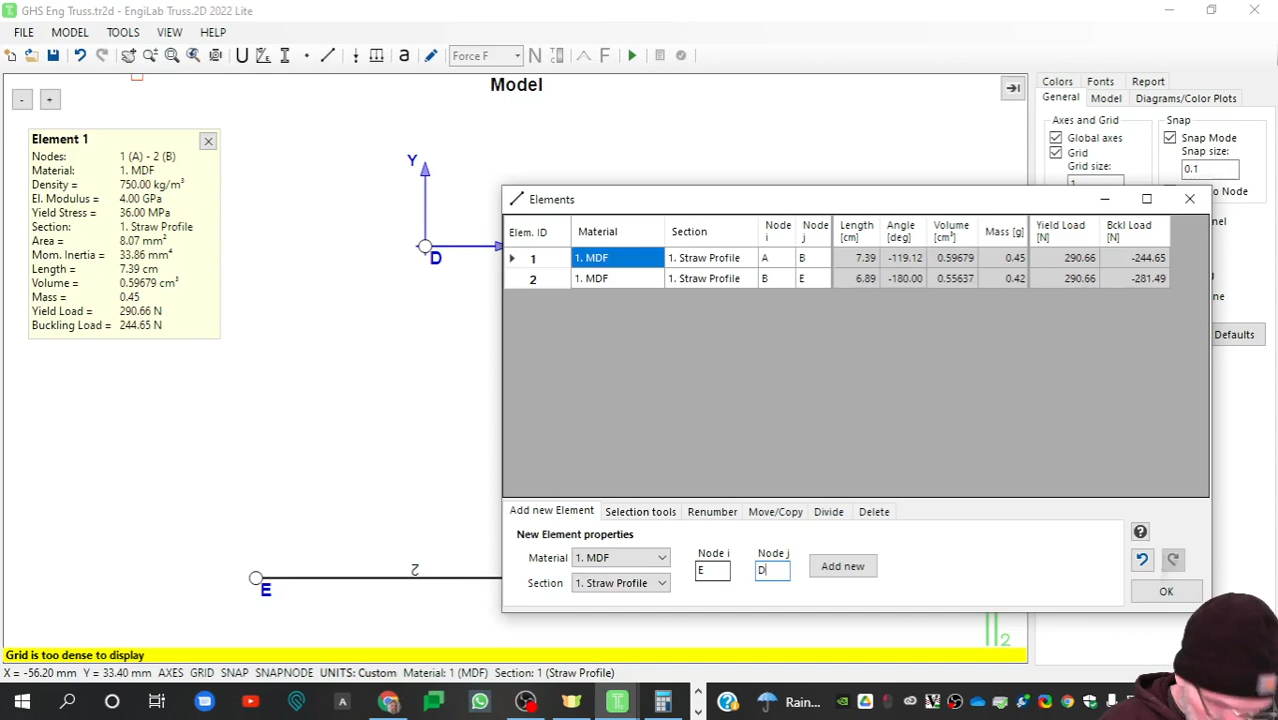 GHS Eng Truss.tr2d - EngiLab Truss.2D 2022 Lite
FILE MODEL TOOLS VIEW HELP
Force F
Model
- +
Element 1
Nodes: 1 (A) - 2 (B)
Material: 1. MDF
Density = 750.00 kg/m³
El. Modulus = 4.00 GPa
Yield Stress = 36.00 MPa
Section: 1. Straw Profile
Area = 8.07 mm²
Mom. Inertia = 33.86 mm⁴
Length = 7.39 cm
Volume = 0.59679 cm³
Mass = 0.45
Yield Load = 290.66 N
Buckling Load = 244.65 N
Y
D
E
2
Colors Fonts Report
General Model Diagrams/Color Plots
Axes and Grid
Global axes
Grid
Grid size:
1
Snap
Snap Mode
Snap size:
0.1
o Node
Defaults
Elements
Elem. ID Material Section Node i Node j Length [cm] Angle [deg] Volume [cm³] Mass [g] Yield Load [N] Bckl Load [N]
1 1. MDF 1. Straw Profile A B 7.39 -119.12 0.59679 0.45 290.66 -244.65
2 1. MDF 1. Straw Profile B E 6.89 -180.00 0.55637 0.42 290.66 -281.49
Add new Element Selection tools Renumber Move/Copy Divide Delete
New Element properties
Material 1. MDF
Section 1. Straw Profile
Node i
E
Node j
D
Add new
OK
2
Grid is too dense to display
X = -56.20 mm Y = 33.40 mm AXES GRID SNAP SNAPNODE UNITS: Custom Material: 1 (MDF) Section: 1 (Straw Profile)
Rain...